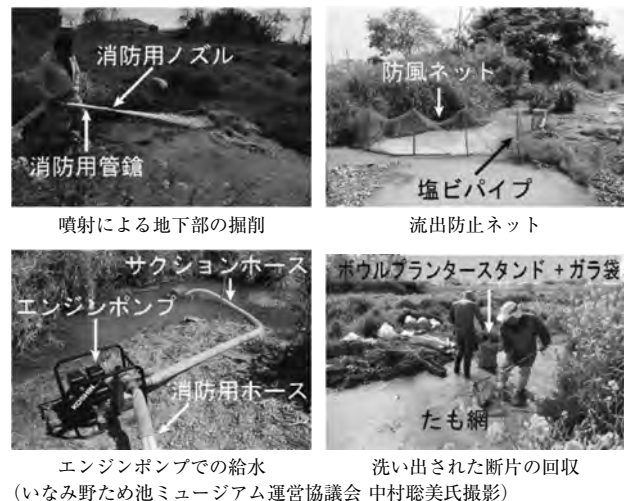 消防用ノズル
消防用管鎗
噴射による地下部の掘削
防風ネット
塩ビパイプ
流出防止ネット
サクションホース
エンジンポンプ
KOSHIN
消防用ホース
エンジンポンプでの給水
ボウルプランタースタンド + ガラ袋
たも網
洗い出された断片の回収
(いなみ野ため池ミュージアム運営協議会 中村聡美氏撮影)